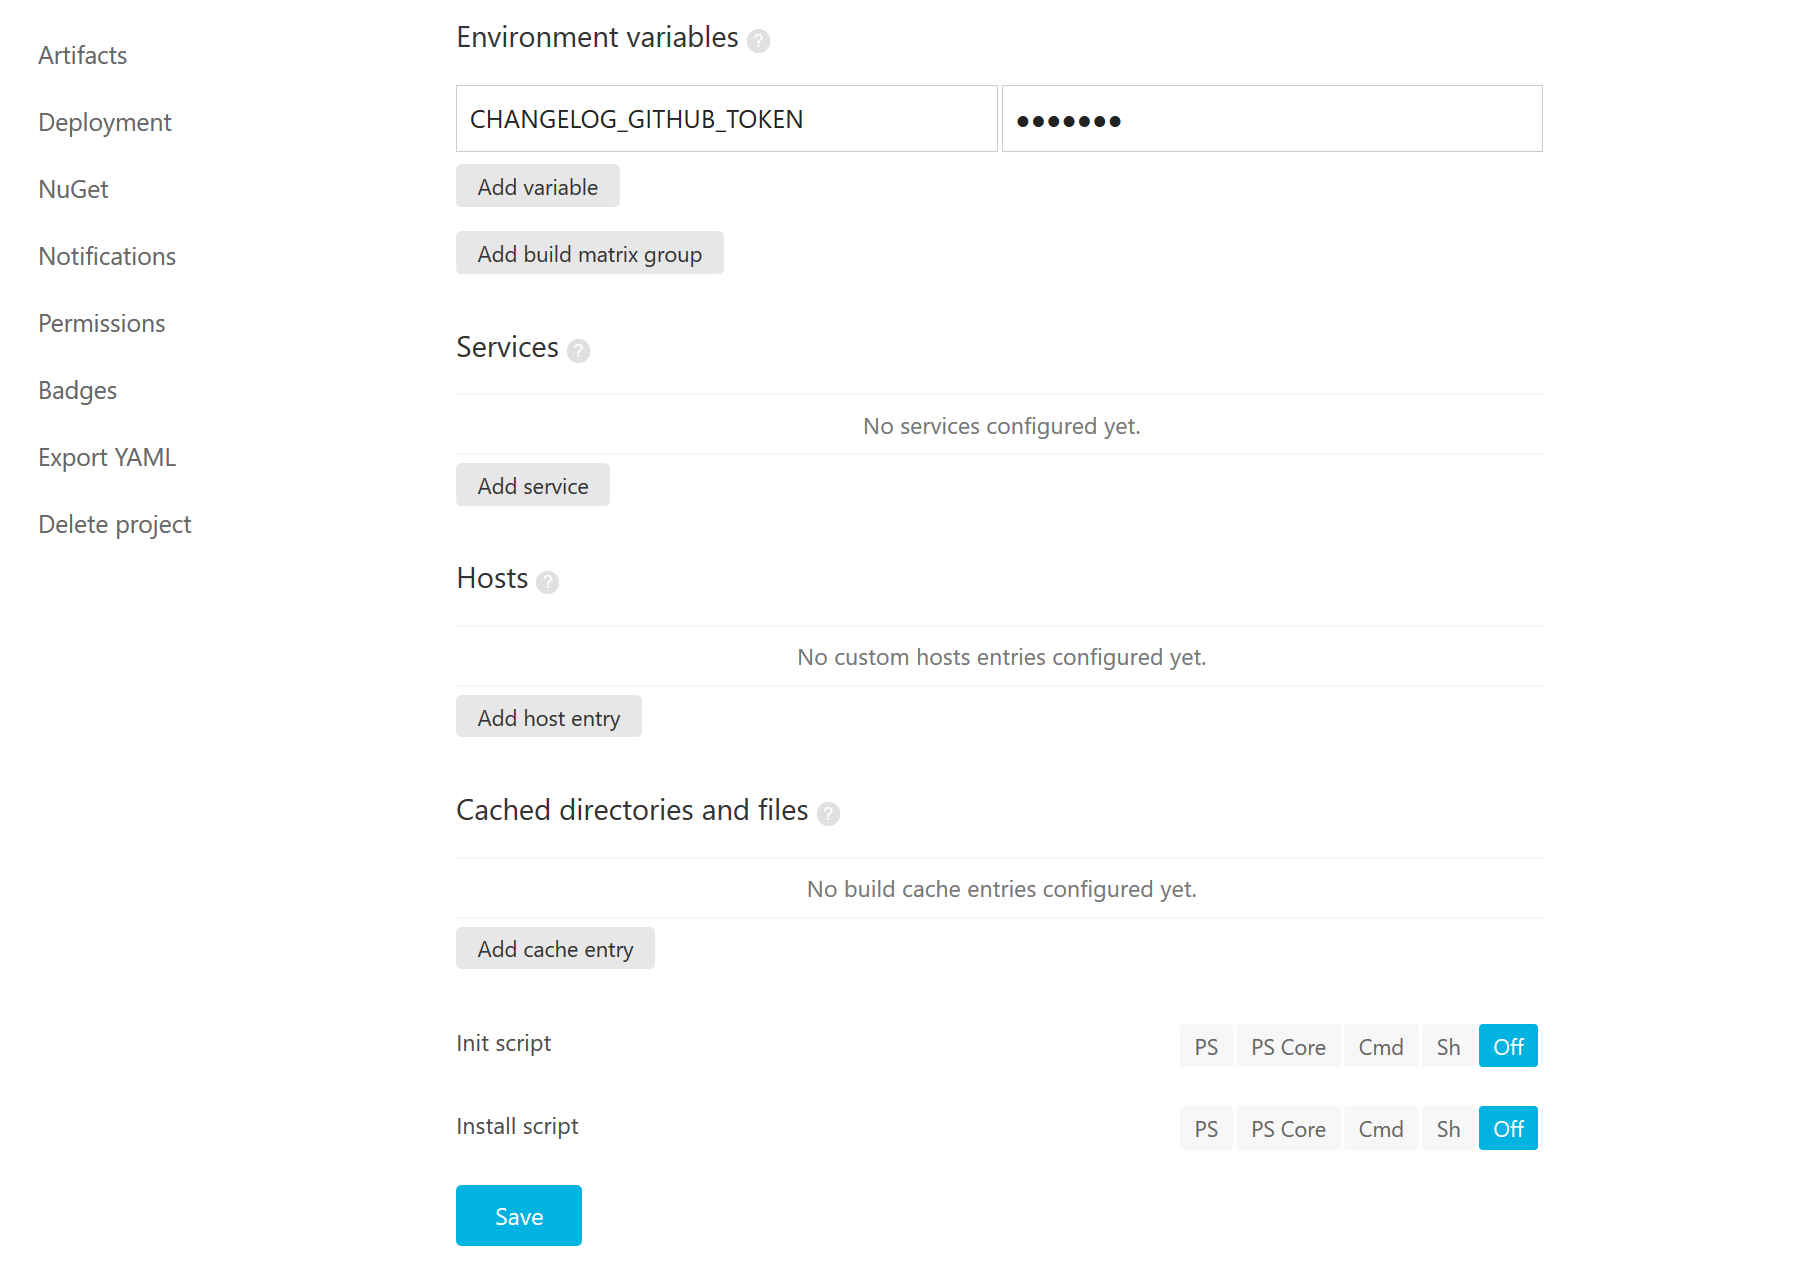 Artifacts
Deployment
NuGet
Notifications
Permissions
Badges
Export YAML
Delete project
Environment variables ?
CHANGELOG_GITHUB_TOKEN •••••••
Add variable
Add build matrix group
Services ?
No services configured yet.
Add service
Hosts ?
No custom hosts entries configured yet.
Add host entry
Cached directories and files ?
No build cache entries configured yet.
Add cache entry
Init script PS PS Core Cmd Sh Off
Install script PS PS Core Cmd Sh Off
Save